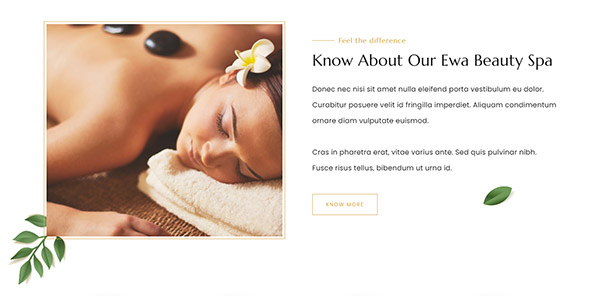 Feel the difference
Know About Our Ewa Beauty Spa
Donec nec nisi sit amet nulla eleifend porta vestibulum eu dolor.
Curabitur posuere velit id fringilla imperdiet. Aliquam condimentum
ornare diam vulputate euismod.
Cras in pharetra erat, vitae varius ante. Sed quis pulvinar nibh.
Fusce risus tellus, bibendum ut urna id.
KNOW MORE